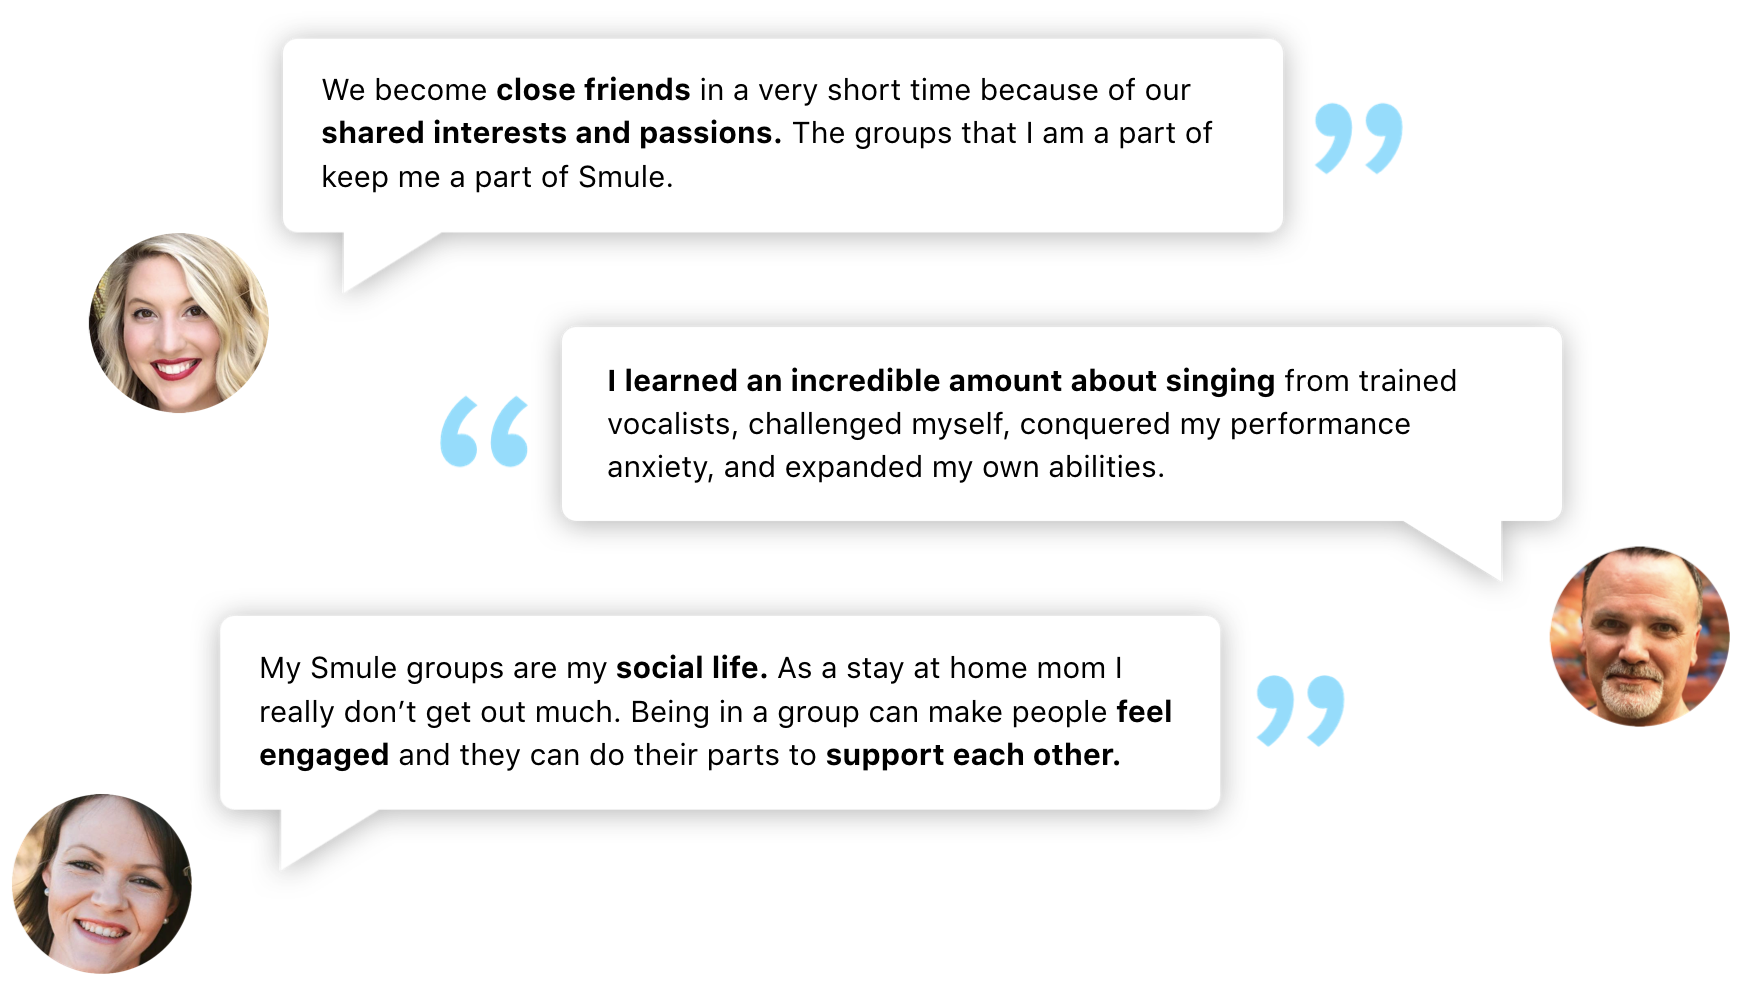 We become close friends in a very short time because of our
shared interests and passions. The groups that I am a part of
keep me a part of Smule.
I learned an incredible amount about singing from trained
vocalists, challenged myself, conquered my performance
anxiety, and expanded my own abilities.
My Smule groups are my social life. As a stay at home mom I
really don’t get out much. Being in a group can make people feel
engaged and they can do their parts to support each other.